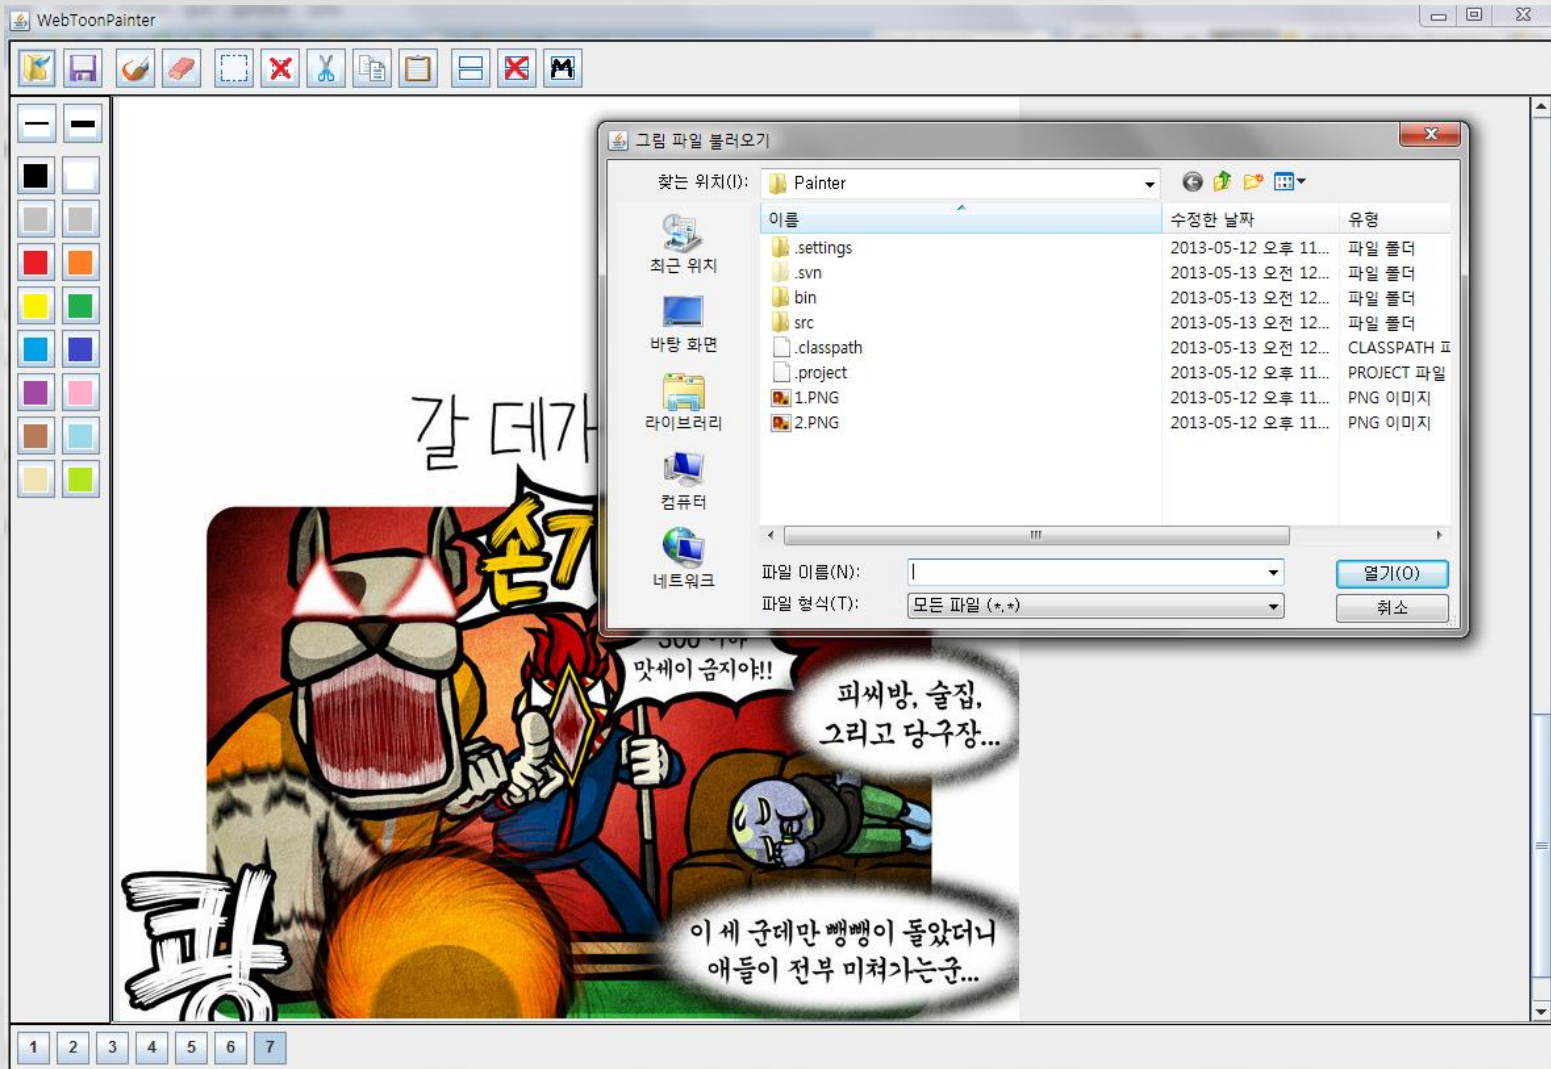 WebToonPainter
그림 파일 불러오기
찾는 위치(I):
Painter
이름
수정한 날짜
유형
.settings
2013-05-12 오후 11...
파일 폴더
.svn
2013-05-13 오전 12...
파일 폴더
bin
2013-05-13 오전 12...
파일 폴더
src
2013-05-13 오전 12...
파일 폴더
.classpath
2013-05-13 오전 12...
CLASSPATH 파
.project
2013-05-12 오후 11...
PROJECT 파일
1.PNG
2013-05-12 오후 11...
PNG 이미지
2.PNG
2013-05-12 오후 11...
PNG 이미지
최근 위치
바탕 화면
라이브러리
컴퓨터
네트워크
파일 이름(N):
열기(O)
파일 형식(T):
모든 파일 (*.*)
취소
갈 데가
맛세이 금지야!!
피씨방, 술집,
그리고 당구장...
이 세 군데만 뺑뺑이 돌았더니
애들이 전부 미쳐가는군...
쾅
1
2
3
4
5
6
7